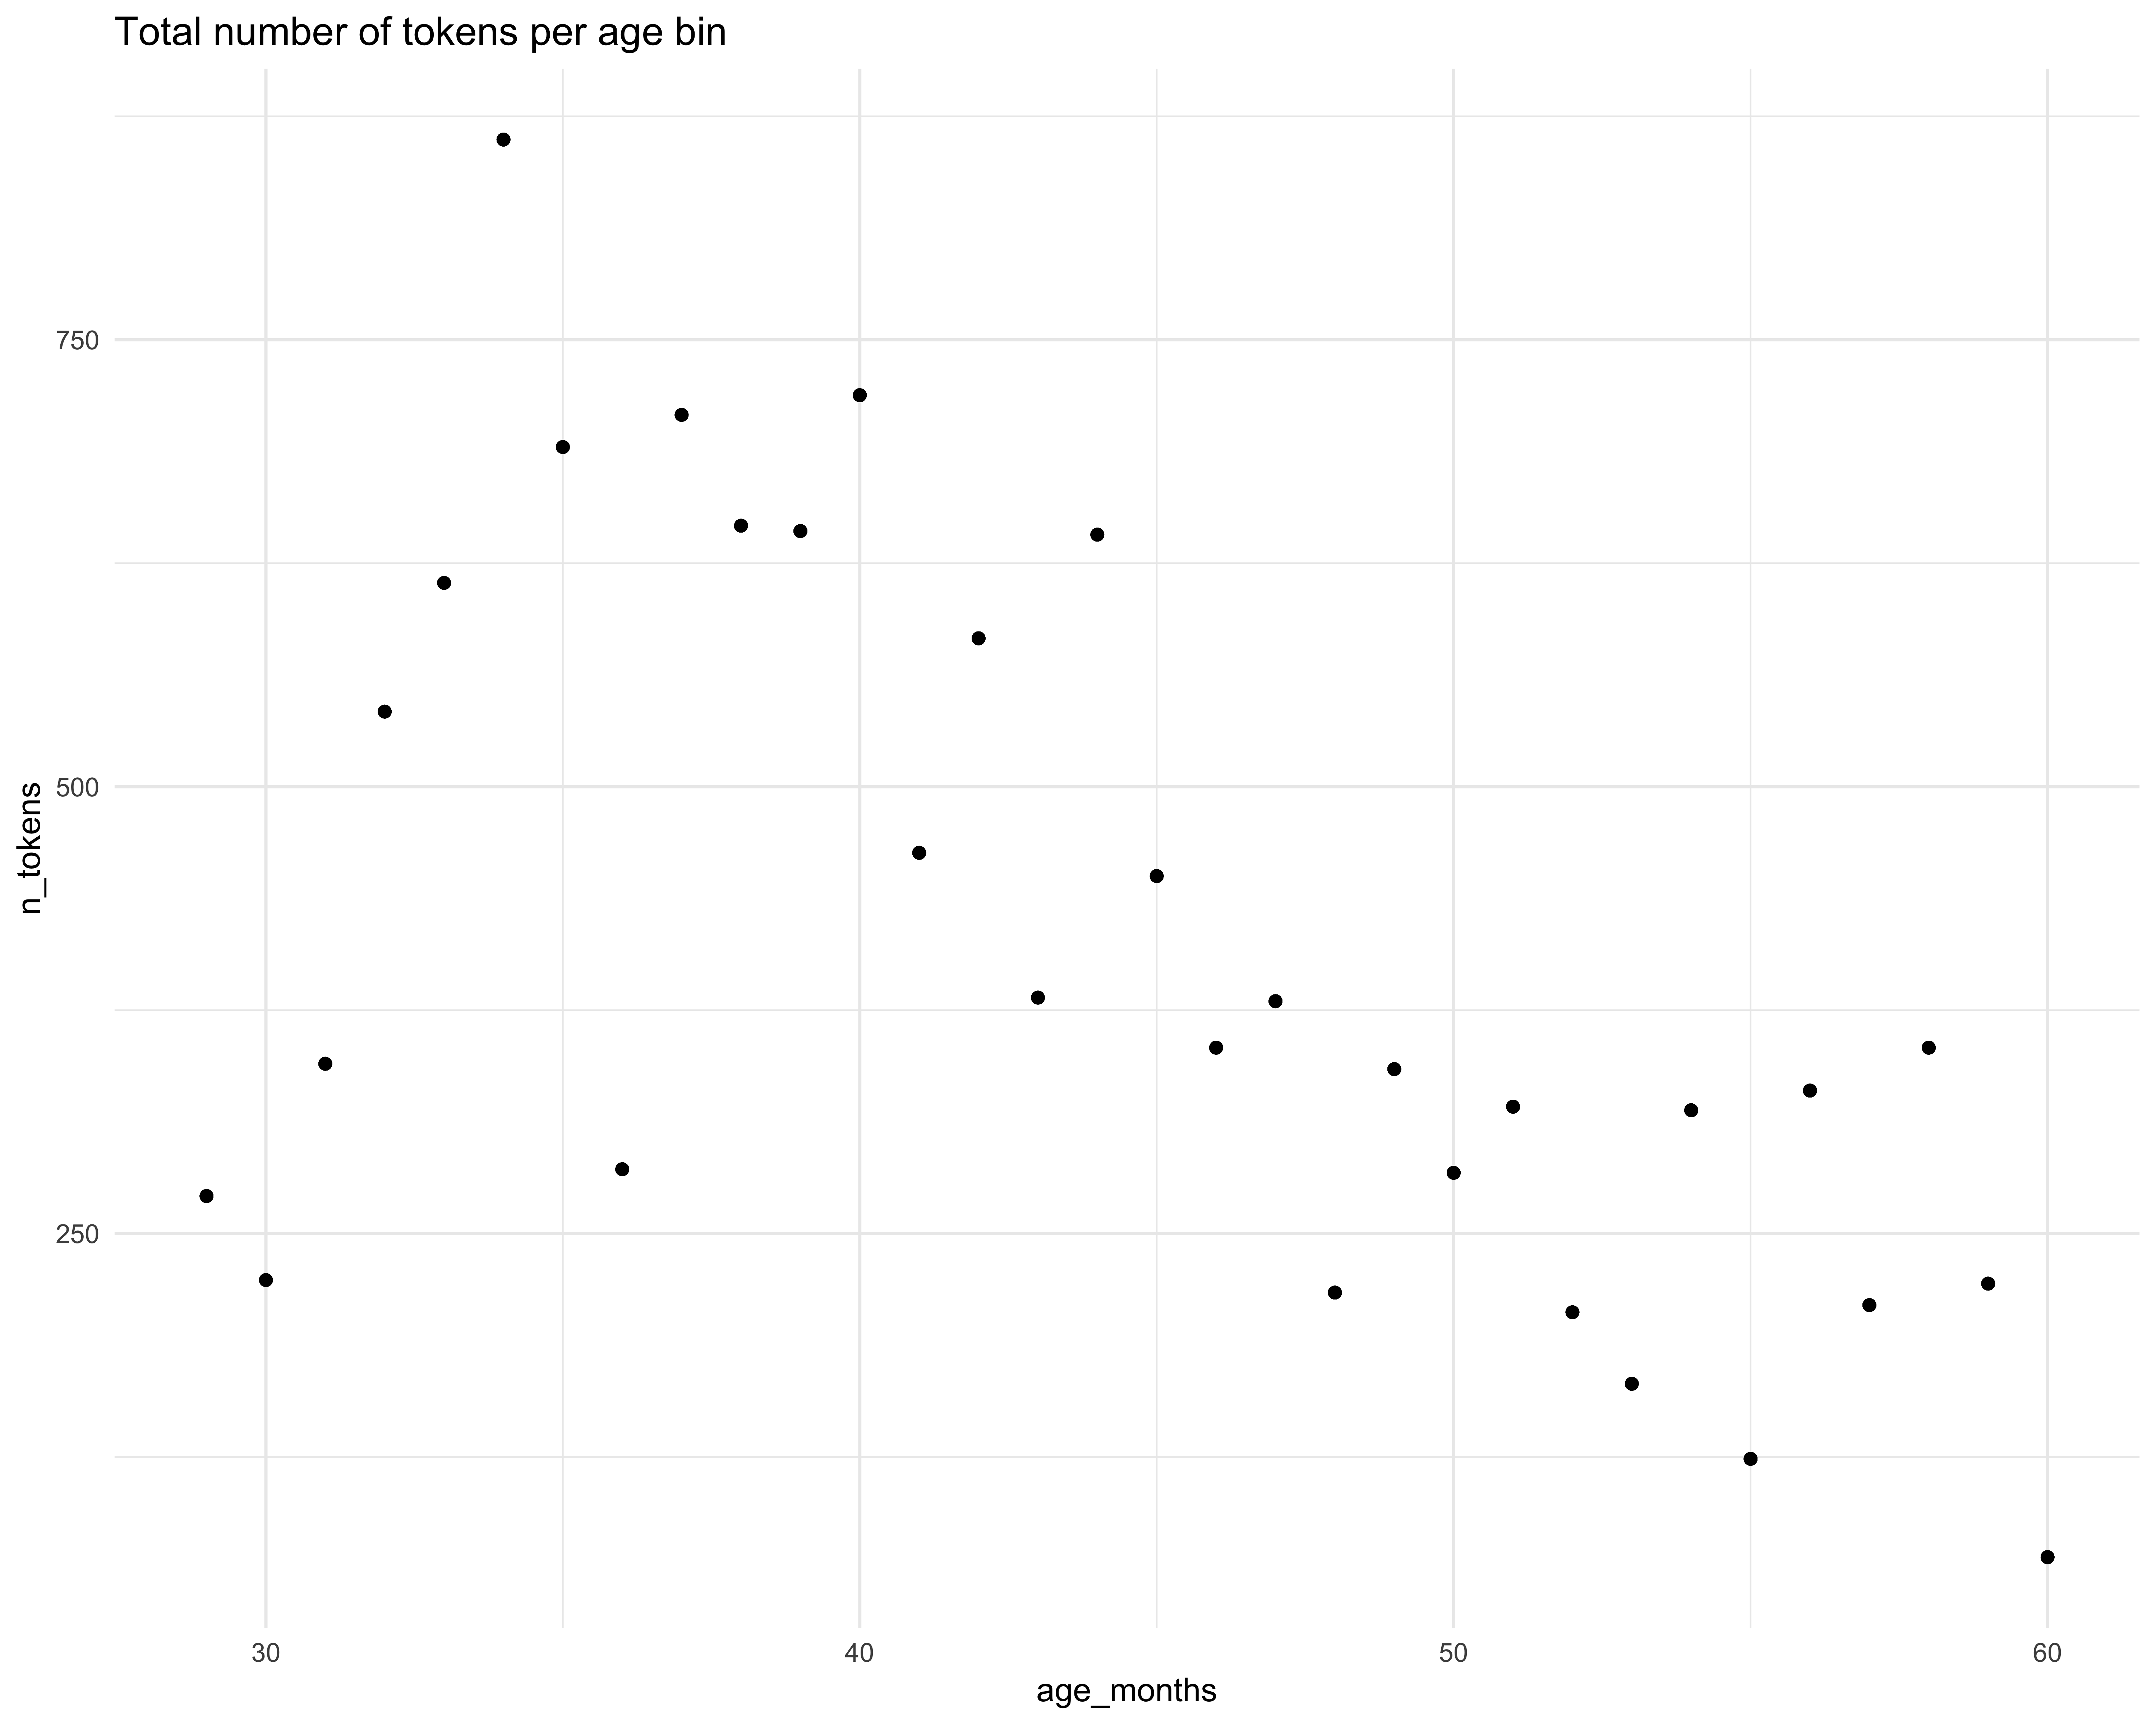 Total number of tokens per age bin
750
500
250
n_tokens
30 40 50 60
age_months